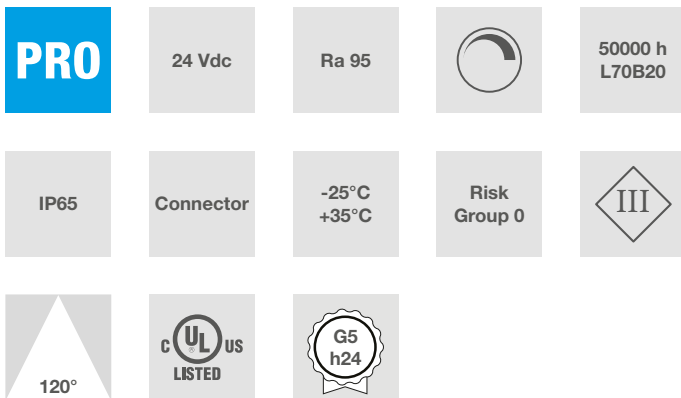 PRO
24 Vdc
Ra 95
50000 h
L70B20
IP65
Connector
-25°C
+35°C
Risk
Group 0
III
120°
C UL® US
LISTED
G5
h24